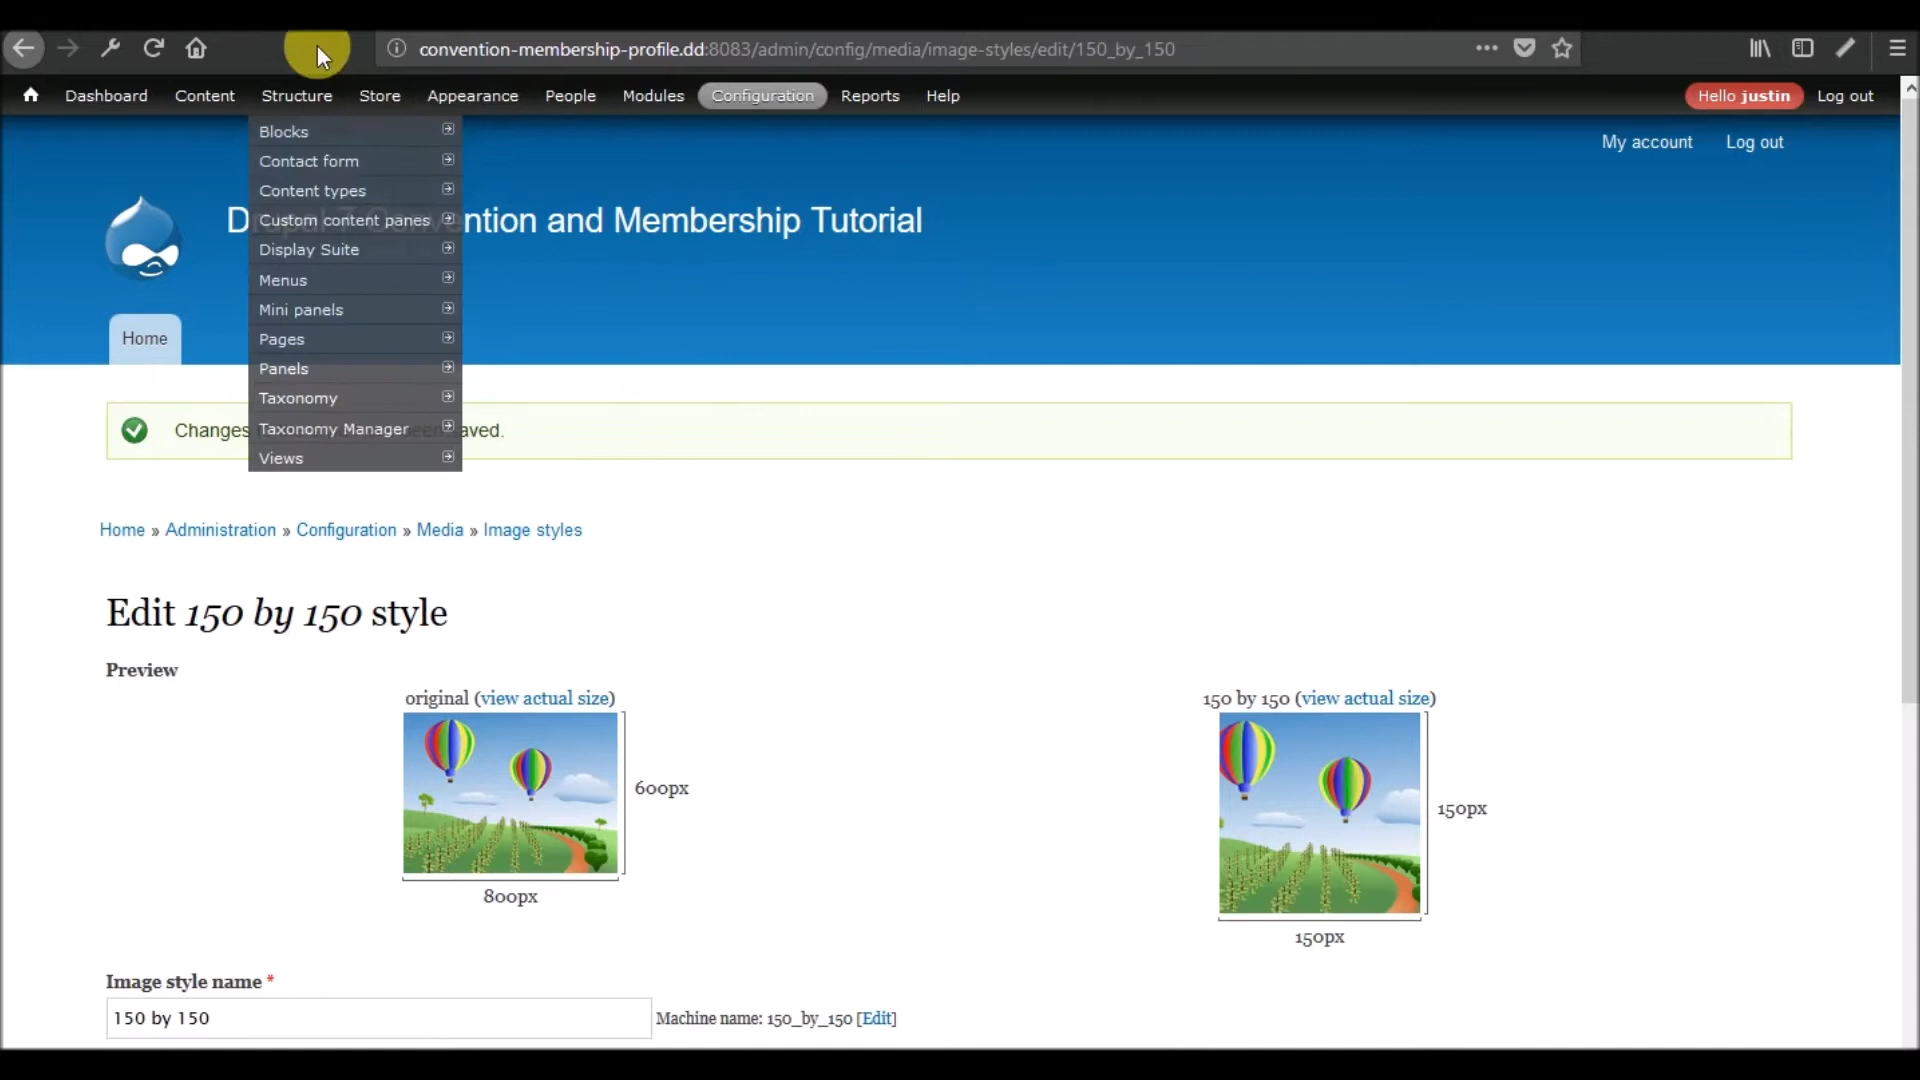 convention-membership-profile.dd:8083/admin/config/media/image-styles/edit/150_by_150
Dashboard Content Structure Store Appearance People Modules Configuration Reports Help Hello justin Log out
My account Log out
Blocks
Contact form
Content types
Drupal 7 Convention and Membership Tutorial
Custom content panes
Display Suite
Menus
Mini panels
Pages
Home
Panels
Taxonomy
Changes saved.
Taxonomy Manager
Views
Home » Administration » Configuration » Media » Image styles
Edit 150 by 150 style
Preview
original (view actual size)
600px
800px
150 by 150 (view actual size)
150px
150px
Image style name *
150 by 150
Machine name: 150_by_150 [Edit]